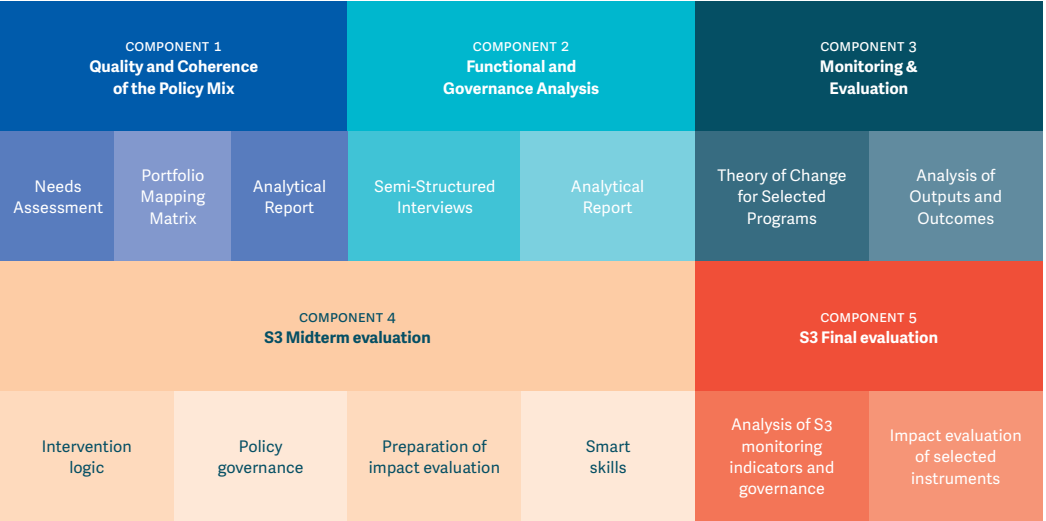 COMPONENT 1
Quality and Coherence
of the Policy Mix
COMPONENT 2
Functional and
Governance Analysis
COMPONENT 3
Monitoring &
Evaluation
Needs
Assessment
Portfolio
Mapping
Matrix
Analytical
Report
Semi-Structured
Interviews
Analytical
Report
Theory of Change
for Selected
Programs
Analysis of
Outputs and
Outcomes
COMPONENT 4
S3 Midterm evaluation
COMPONENT 5
S3 Final evaluation
Intervention
logic
Policy
governance
Preparation of
impact evaluation
Smart
skills
Analysis of S3
monitoring
indicators and
governance
Impact evaluation
of selected
instruments